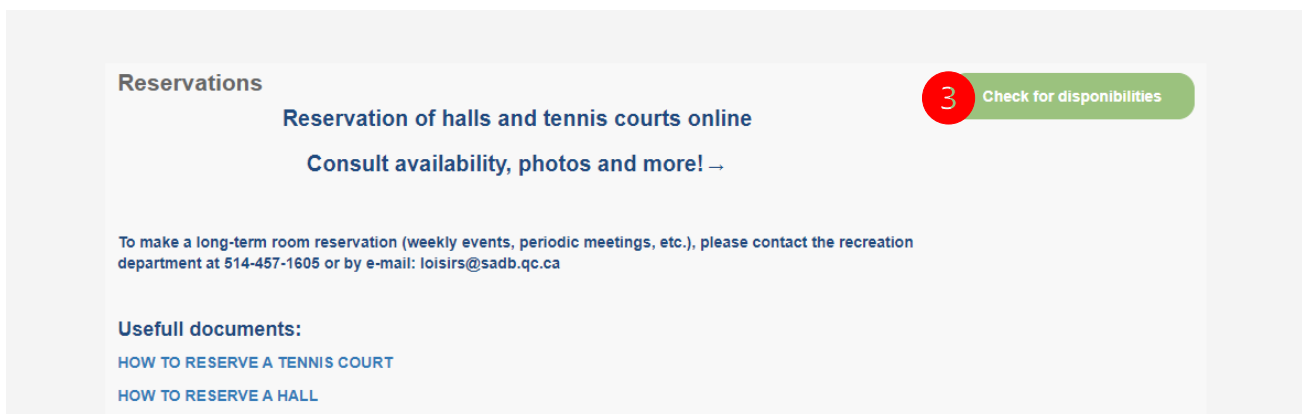 Reservations
3 Check for disponibilities
Reservation of halls and tennis courts online
Consult availability, photos and more!→
To make a long-term room reservation (weekly events, periodic meetings, etc.), please contact the recreation
department at 514-457-1605 or by e-mail: loisirs@sadb.qc.ca
Usefull documents:
HOW TO RESERVE A TENNIS COURT
HOW TO RESERVE A HALL